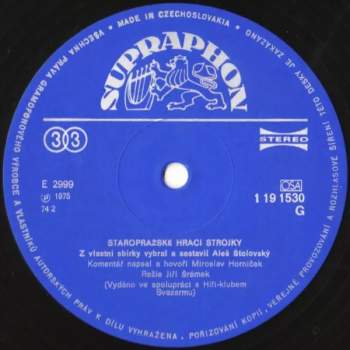 • MADE IN CZECHOSLOVAKIA • VŠECHNA PRÁVA GRAMOFONOVÉHO VÝROBCE A VLASTNÍKŮ AUTORSKÝCH PRÁV K DÍLU VYHRAŽENA. POŘIZOVÁNÍ KOPIÍ, VEŘEJNÉ PROVOZOVÁNÍ A ROZHLASOVÉ ŠÍŘENÍ TÉTO DESKY JE ZAKÁZÁNO
SUPRAPHON
33
STEREO
E 2999
℗ 1975
74 2
OSA
1 19 1530
G
STAROPRAŽSKÉ HRACÍ STROJKY
Z vlastní sbírky vybral a sestavil Aleš Stolovský
Komentář napsal a hovoří Miroslav Horníček
Režie Jiří Šrámek
(Vydáno ve spolupráci s Hifi-klubem
Svazarmu)